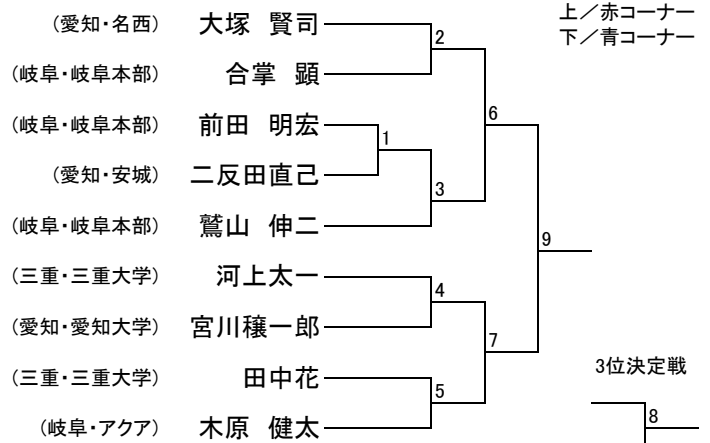 上／赤コーナー
下／青コーナー
(愛知・名西) 大塚 賢司
2
(岐阜・岐阜本部) 合掌 顕
6
(岐阜・岐阜本部) 前田 明宏
1
(愛知・安城) 二反田直己
3
(岐阜・岐阜本部) 鷲山 伸二
9
(三重・三重大学) 河上太一
4
(愛知・愛知大学) 宮川穣一郎
7
(三重・三重大学) 田中花
3位決定戦
5
(岐阜・アクア) 木原 健太
8